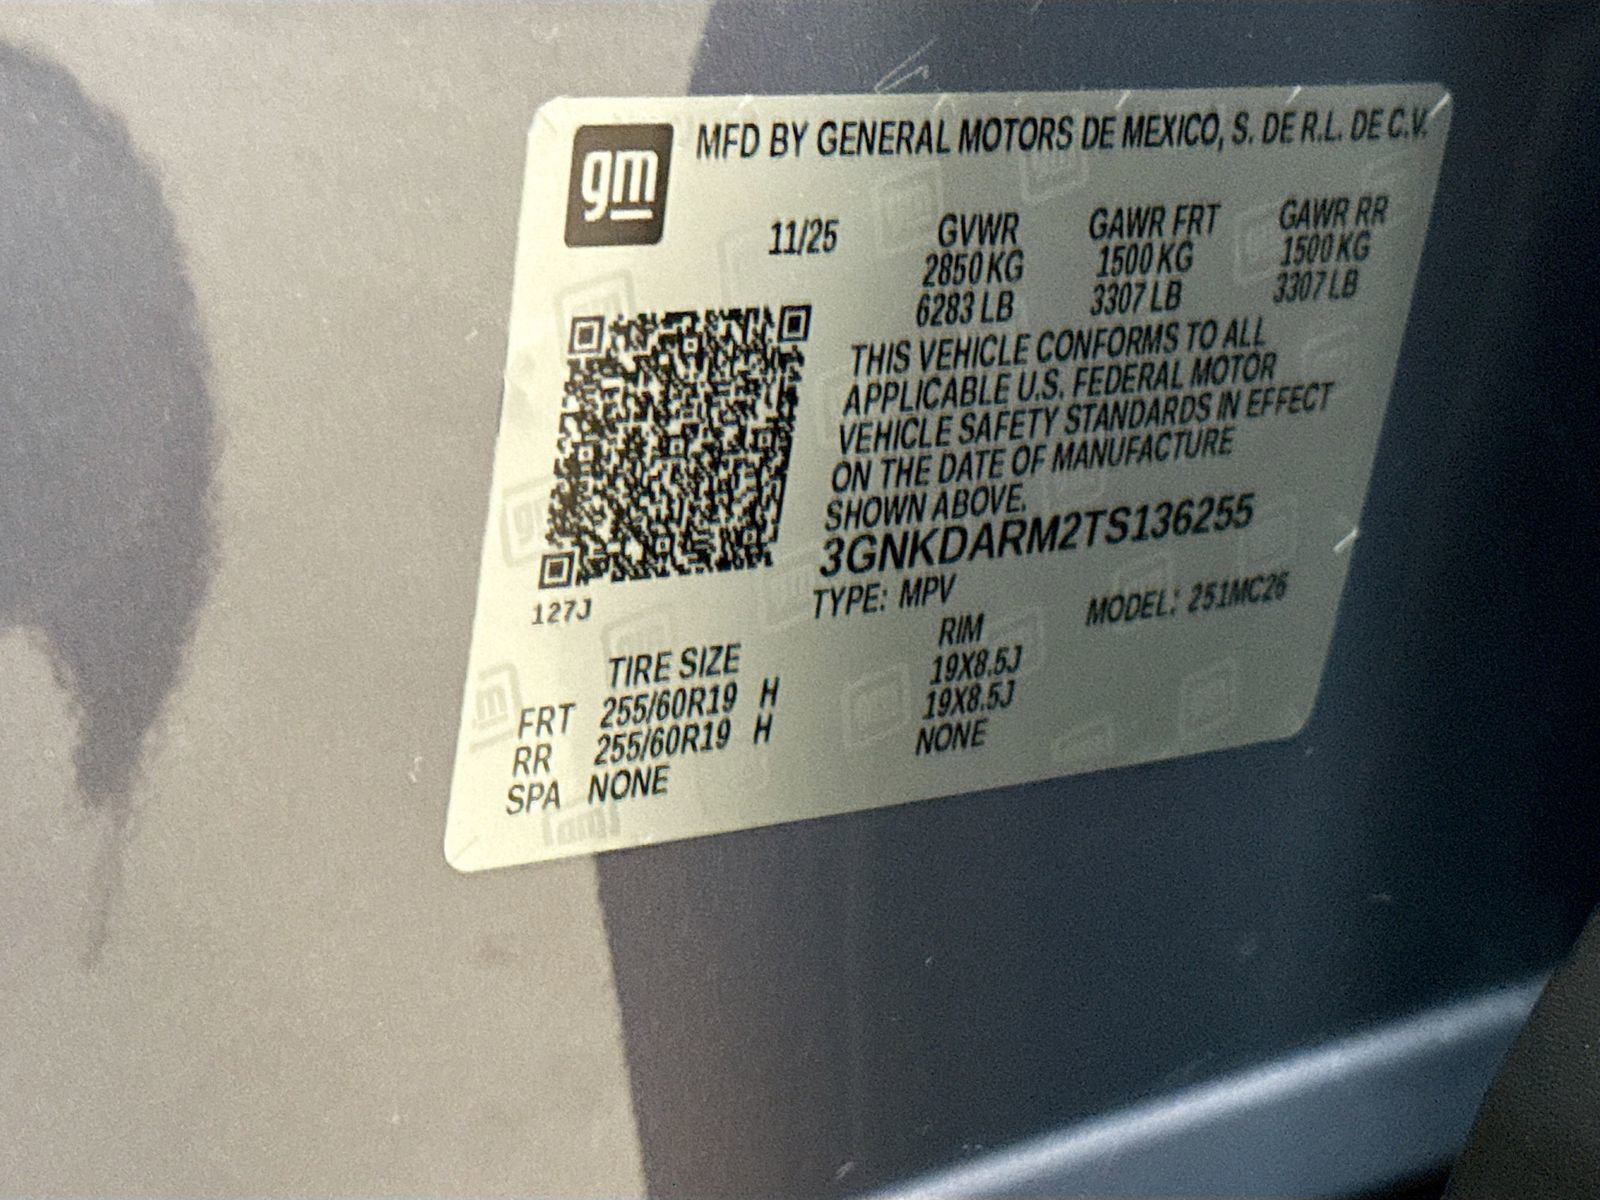 gm
MFD BY GENERAL MOTORS DE MEXICO, S. DE R.L. DE C.V.
11/25 GVWR GAWR FRT GAWR RR
2850 KG 1500 KG 1500 KG
6283 LB 3307 LB 3307 LB
THIS VEHICLE CONFORMS TO ALL
APPLICABLE U.S. FEDERAL MOTOR
VEHICLE SAFETY STANDARDS IN EFFECT
ON THE DATE OF MANUFACTURE
SHOWN ABOVE.
3GNKDARM2TS136255
127J
TYPE: MPV MODEL: 251MC26
TIRE SIZE RIM
FRT 255/60R19 H 19X8.5J
RR 255/60R19 H 19X8.5J
SPA NONE NONE